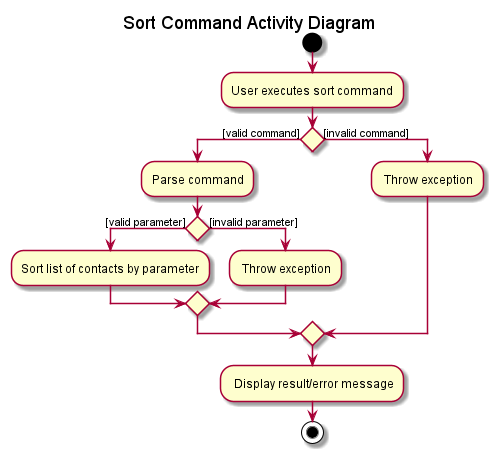 Sort Command Activity Diagram
User executes sort command
[valid command]
[invalid command]
Parse command
Throw exception
[valid parameter]
[invalid parameter]
Sort list of contacts by parameter
Throw exception
Display result/error message